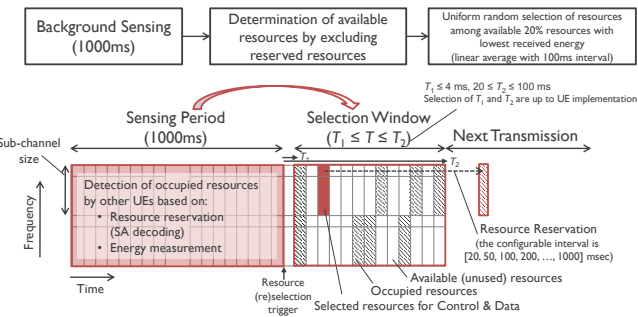 Background Sensing
(1000ms)
Determination of available
resources by excluding
reserved resources
Uniform random selection of resources
among available 20% resources with
lowest received energy
(linear average with 100ms interval)
T1 ≤ 4 ms, 20 ≤ T2 ≤ 100 ms
Selection of T1 and T2 are up to UE implementation
Sensing Period
(1000ms)
Selection Window
(T1 ≤ T ≤ T2)
Next Transmission
Sub-channel
size
T1
T2
Frequency
Detection of occupied resources
by other UEs based on:
• Resource reservation
(SA decoding)
• Energy measurement
Resource Reservation
(the configurable interval is
[20, 50, 100, 200, …, 1000] msec)
Time
Resource
(re)selection
trigger
Available (unused) resources
Occupied resources
Selected resources for Control & Data